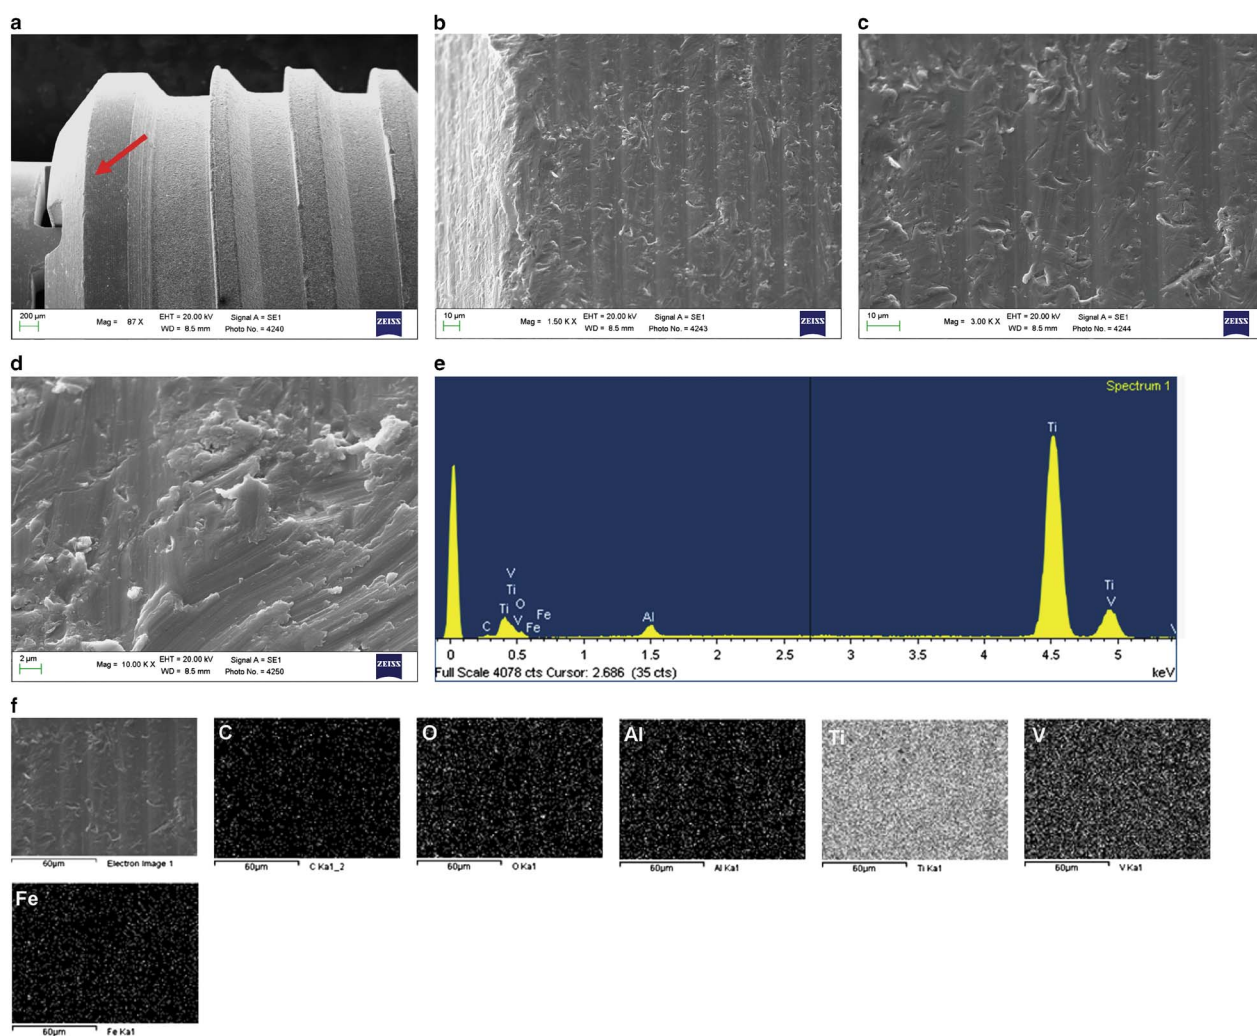 a
200 µm
Mag = 87 X
EHT = 20.00 kV
WD = 8.5 mm
Signal A = SE1
Photo No. = 4240
ZEISS
b
10 µm
Mag = 1.50 K X
EHT = 20.00 kV
WD = 8.5 mm
Signal A = SE1
Photo No. = 4243
ZEISS
c
10 µm
Mag = 3.00 K X
EHT = 20.00 kV
WD = 8.5 mm
Signal A = SE1
Photo No. = 4244
ZEISS
d
2 µm
Mag = 10.00 K X
EHT = 20.00 kV
WD = 8.5 mm
Signal A = SE1
Photo No. = 4250
ZEISS
e
Spectrum 1
Ti
V
Ti
Ti
O
V
C
Fe
Fe
Al
Ti
V
V
0 0.5 1 1.5 2 2.5 3 3.5 4 4.5 5
Full Scale 4078 cts Cursor: 2.686 (35 cts)
keV
f
60µm Electron Image 1
C
60µm C Ka1_2
O
60µm O Ka1
Al
60µm Al Ka1
Ti
60µm Ti Ka1
V
60µm V Ka1
Fe
60µm Fe Ka1